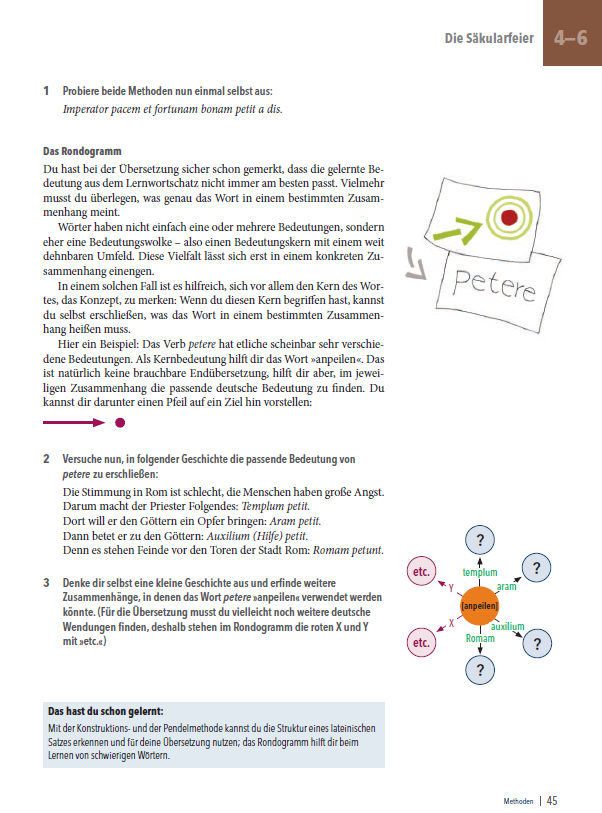 Die Säkularfeier
4–6
1 Probiere beide Methoden nun einmal selbst aus:
Imperator pacem et fortunam bonam petit a dis.
Das Rondogramm
Du hast bei der Übersetzung sicher schon gemerkt, dass die gelernte Be-
deutung aus dem Lernwortschatz nicht immer am besten passt. Vielmehr
musst du überlegen, was genau das Wort in einem bestimmten Zusam-
menhang meint.
Wörter haben nicht einfach eine oder mehrere Bedeutungen, sondern
eher eine Bedeutungswolke – also einen Bedeutungskern mit einem weit
dehnbaren Umfeld. Diese Vielfalt lässt sich erst in einem konkreten Zu-
sammenhang einengen.
In einem solchen Fall ist es hilfreich, sich vor allem den Kern des Wor-
tes, das Konzept, zu merken: Wenn du diesen Kern begriffen hast, kannst
du selbst erschließen, was das Wort in einem bestimmten Zusammen-
hang heißen muss.
Hier ein Beispiel: Das Verb petere hat etliche scheinbar sehr verschie-
dene Bedeutungen. Als Kernbedeutung hilft dir das Wort »anpeilen«. Das
ist natürlich keine brauchbare Endübersetzung, hilft dir aber, im jewei-
ligen Zusammenhang die passende deutsche Bedeutung zu finden. Du
kannst dir darunter einen Pfeil auf ein Ziel hin vorstellen:
Petere
2 Versuche nun, in folgender Geschichte die passende Bedeutung von
petere zu erschließen:
Die Stimmung in Rom ist schlecht, die Menschen haben große Angst.
Darum macht der Priester Folgendes: Templum petit.
Dort will er den Göttern ein Opfer bringen: Aram petit.
Dann betet er zu den Göttern: Auxilium (Hilfe) petit.
Denn es stehen Feinde vor den Toren der Stadt Rom: Romam petunt.
3 Denke dir selbst eine kleine Geschichte aus und erfinde weitere
Zusammenhänge, in denen das Wort petere »anpeilen« verwendet werden
könnte. (Für die Übersetzung musst du vielleicht noch weitere deutsche
Wendungen finden, deshalb stehen im Rondogramm die roten X und Y
mit »etc.«)
?
etc.
templum
?
Y
aram
[anpeilen]
X
auxilium
etc.
Romam
?
?
Das hast du schon gelernt:
Mit der Konstruktions- und der Pendelmethode kannst du die Struktur eines lateinischen
Satzes erkennen und für deine Übersetzung nutzen; das Rondogramm hilft dir beim
Lernen von schwierigen Wörtern.
Methoden | 45